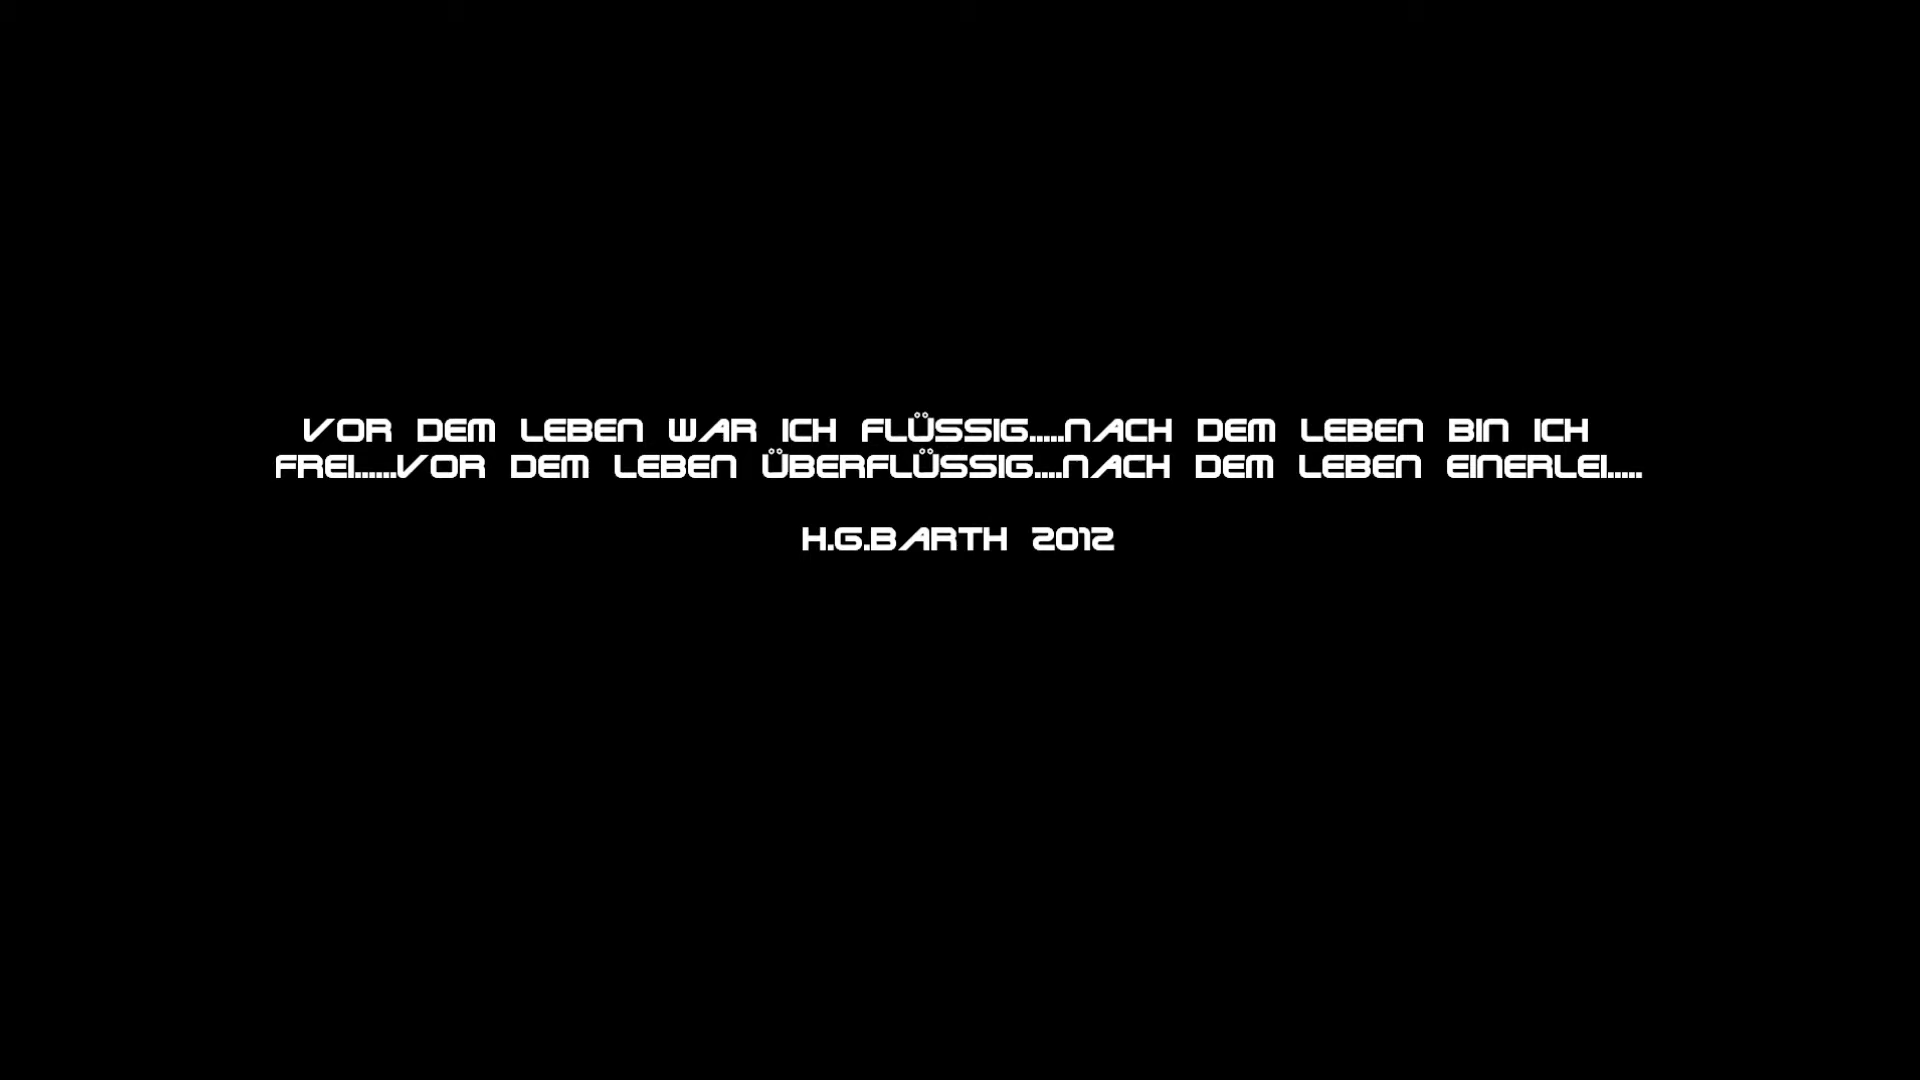 VOR DEM LEBEN WAR ICH FLÜSSIG.....NACH DEM LEBEN BIN ICH
FREI......VOR DEM LEBEN ÜBERFLÜSSIG....NACH DEM LEBEN EINERLEI.....
H.G.BARTH 2012